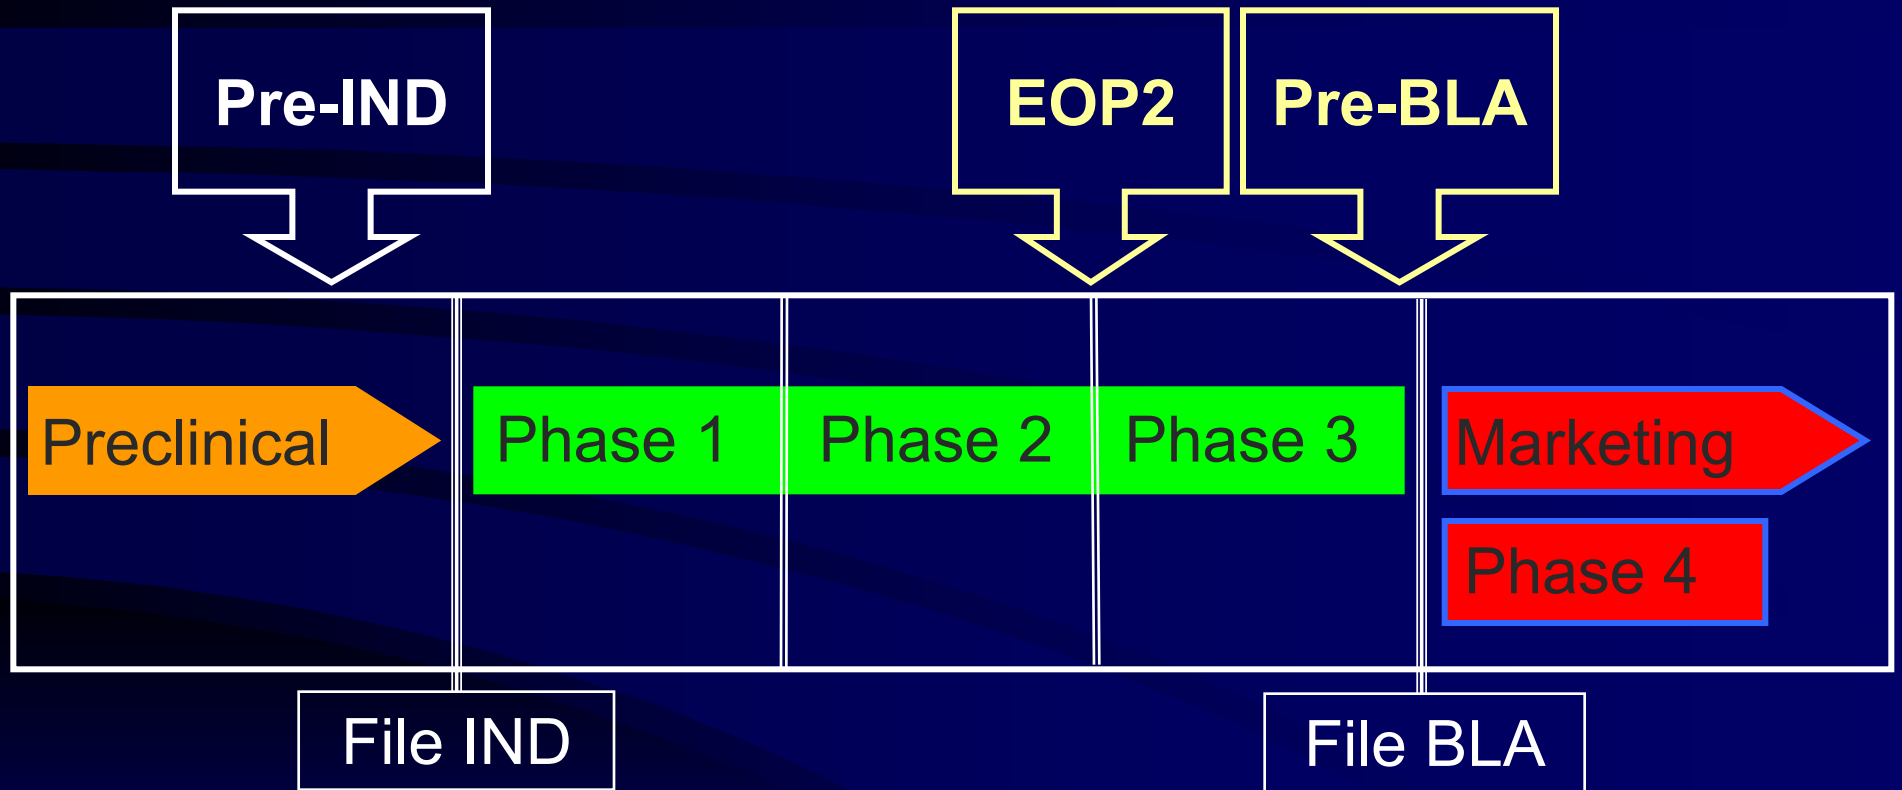 Pre-IND
EOP2
Pre-BLA
Preclinical
Phase 1
Phase 2
Phase 3
Marketing
Phase 4
File IND
File BLA